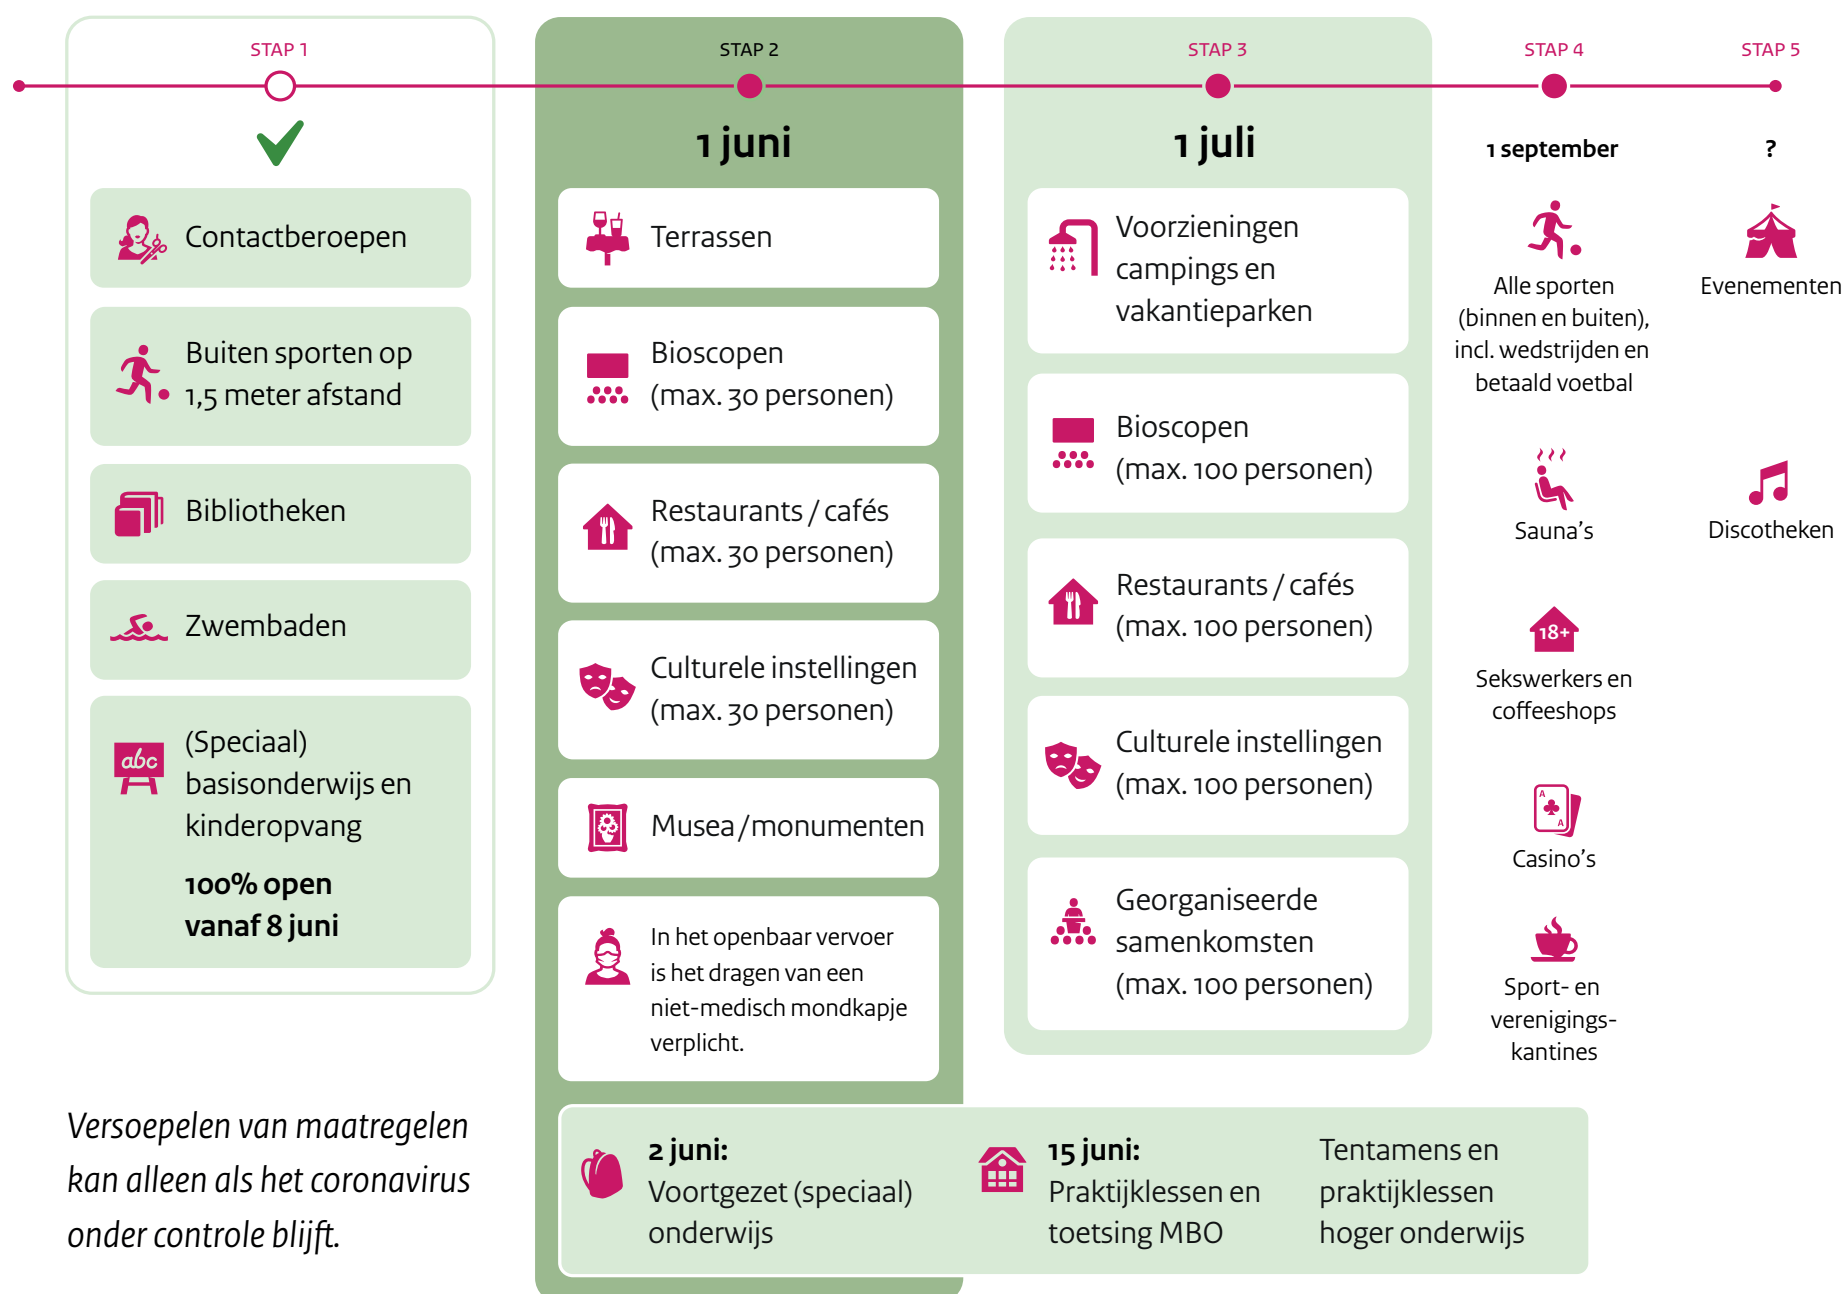 STAP 1
Contactberoepen
Buiten sporten op
1,5 meter afstand
Bibliotheken
Zwembaden
abc
(Speciaal)
basisonderwijs en
kinderopvang
100% open
vanaf 8 juni
STAP 2
1 juni
Terrassen
Bioscopen
(max. 30 personen)
Restaurants / cafés
(max. 30 personen)
Culturele instellingen
(max. 30 personen)
Musea/monumenten
In het openbaar vervoer
is het dragen van een
niet-medisch mondkapje
verplicht.
STAP 3
1 juli
Voorzieningen
campings en
vakantieparken
Bioscopen
(max. 100 personen)
Restaurants / cafés
(max. 100 personen)
Culturele instellingen
(max. 100 personen)
Georganiseerde
samenkomsten
(max. 100 personen)
STAP 4
1 september
Alle sporten
(binnen en buiten),
incl. wedstrijden en
betaald voetbal
Sauna's
18+
Sekswerkers en
coffeeshops
A
A
Casino's
Sport- en
verenigings-
kantines
STAP 5
?
Evenementen
Discotheken
Versoepelen van maatregelen
kan alleen als het coronavirus
onder controle blijft.
2 juni:
Voortgezet (speciaal)
onderwijs
15 juni:
Praktijklessen en
toetsing MBO
Tentamens en
praktijklessen
hoger onderwijs